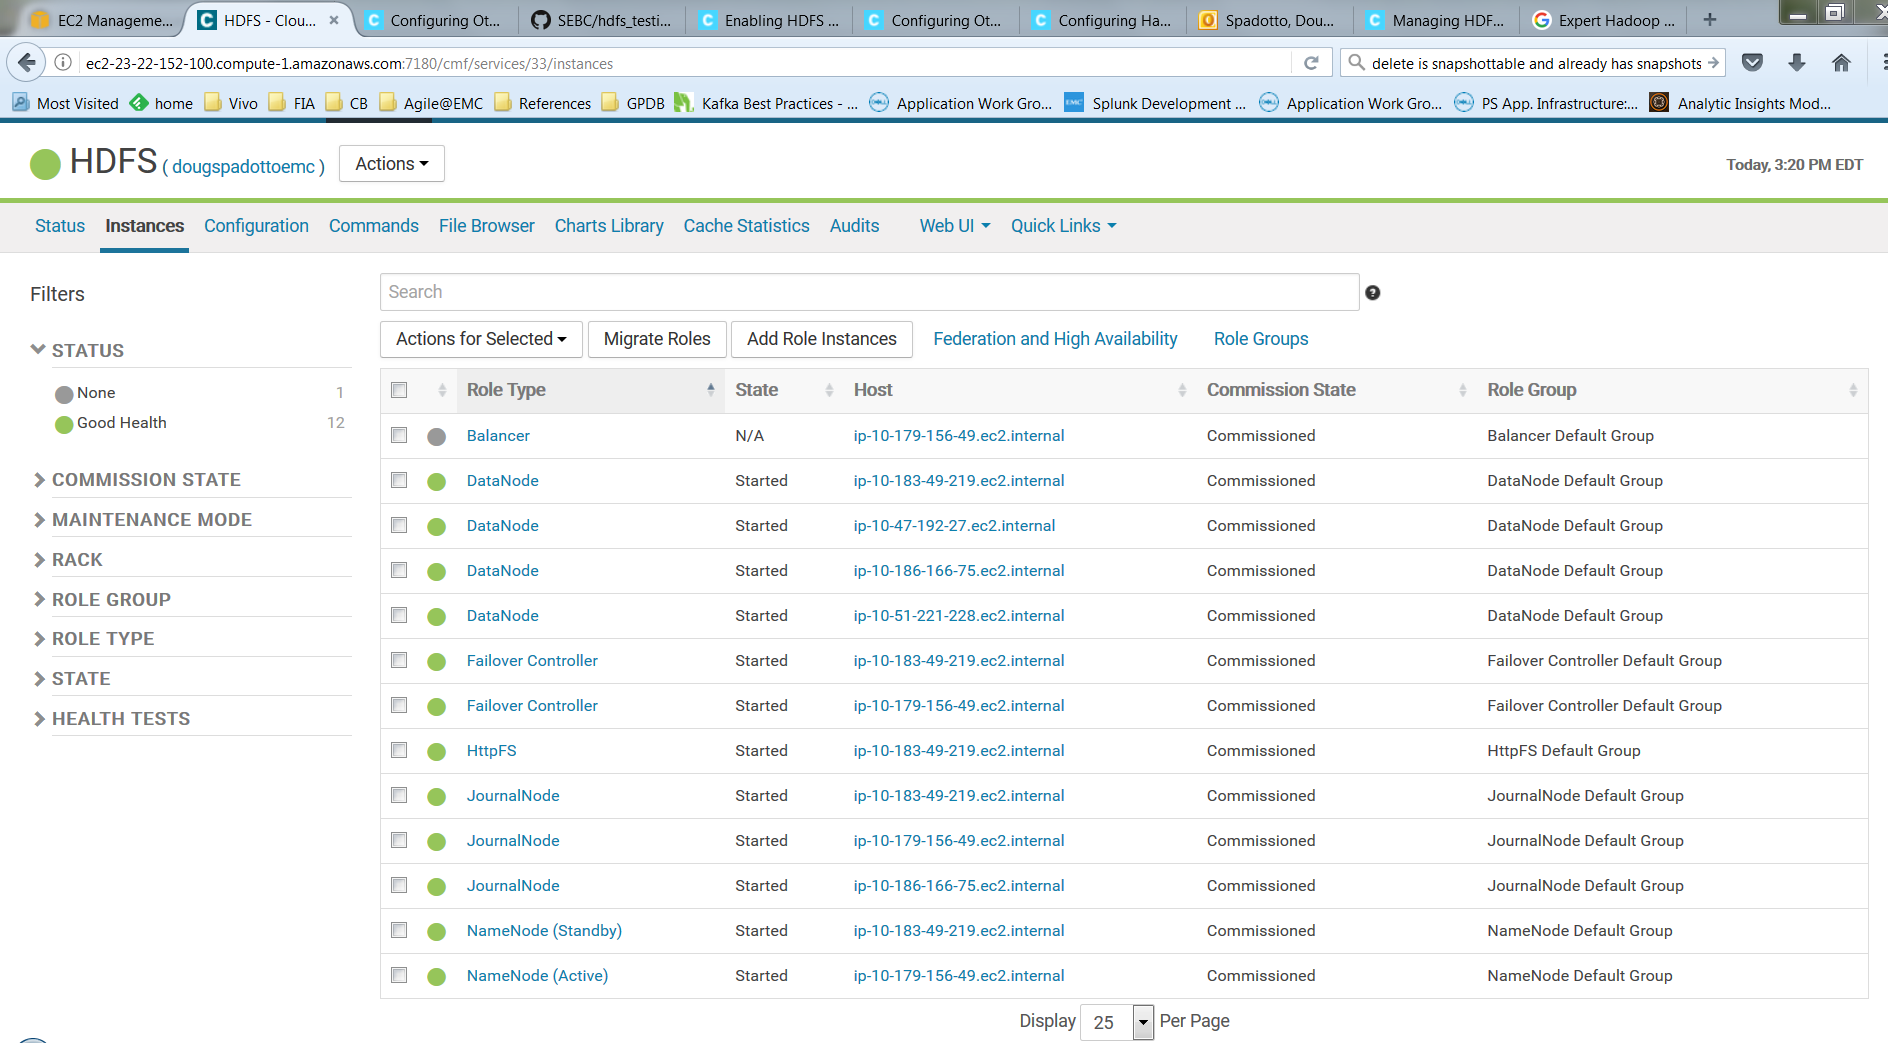 EC2 Manageme... HDFS - Clou... Configuring Ot... SEBC/hdfs_testi... Enabling HDFS ... Configuring Ot... Configuring Ha... Spadotto, Dou... Managing HDF... Expert Hadoop ...
ec2-23-22-152-100.compute-1.amazonaws.com:7180/cmf/services/33/instances delete is snapshottable and already has snapshots
Most Visited home Vivo FIA CB Agile@EMC References GPDB Kafka Best Practices - ... Application Work Gro... Splunk Development ... Application Work Gro... PS App. Infrastructure:... Analytic Insights Mod...
HDFS ( dougspadottoemc ) Actions Today, 3:20 PM EDT
Status Instances Configuration Commands File Browser Charts Library Cache Statistics Audits Web UI Quick Links
Filters
STATUS
None 1
Good Health 12
COMMISSION STATE
MAINTENANCE MODE
RACK
ROLE GROUP
ROLE TYPE
STATE
HEALTH TESTS
Search
Actions for Selected Migrate Roles Add Role Instances Federation and High Availability Role Groups
Role Type State Host Commission State Role Group
Balancer N/A ip-10-179-156-49.ec2.internal Commissioned Balancer Default Group
DataNode Started ip-10-183-49-219.ec2.internal Commissioned DataNode Default Group
DataNode Started ip-10-47-192-27.ec2.internal Commissioned DataNode Default Group
DataNode Started ip-10-186-166-75.ec2.internal Commissioned DataNode Default Group
DataNode Started ip-10-51-221-228.ec2.internal Commissioned DataNode Default Group
Failover Controller Started ip-10-183-49-219.ec2.internal Commissioned Failover Controller Default Group
Failover Controller Started ip-10-179-156-49.ec2.internal Commissioned Failover Controller Default Group
HttpFS Started ip-10-183-49-219.ec2.internal Commissioned HttpFS Default Group
JournalNode Started ip-10-183-49-219.ec2.internal Commissioned JournalNode Default Group
JournalNode Started ip-10-179-156-49.ec2.internal Commissioned JournalNode Default Group
JournalNode Started ip-10-186-166-75.ec2.internal Commissioned JournalNode Default Group
NameNode (Standby) Started ip-10-183-49-219.ec2.internal Commissioned NameNode Default Group
NameNode (Active) Started ip-10-179-156-49.ec2.internal Commissioned NameNode Default Group
Display 25 Per Page